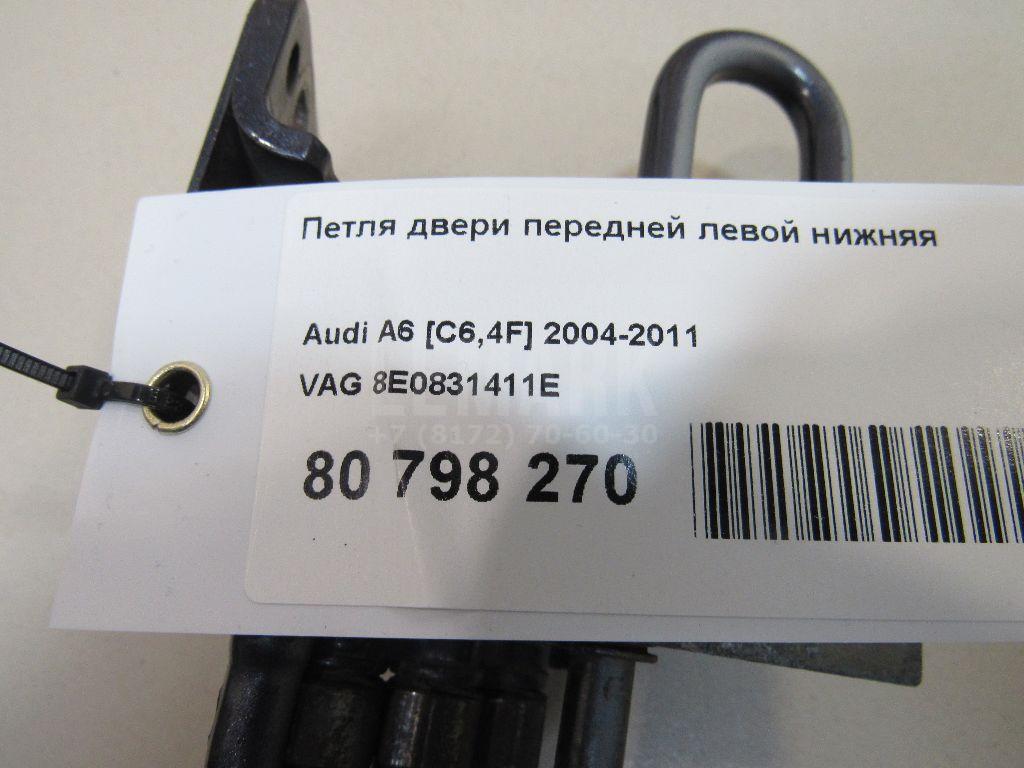 Петля двери передней левой нижняя
Audi A6 [C6,4F] 2004-2011
VAG 8E0831411E
LEMARK
+7 (8172) 70-60-30
80 798 270